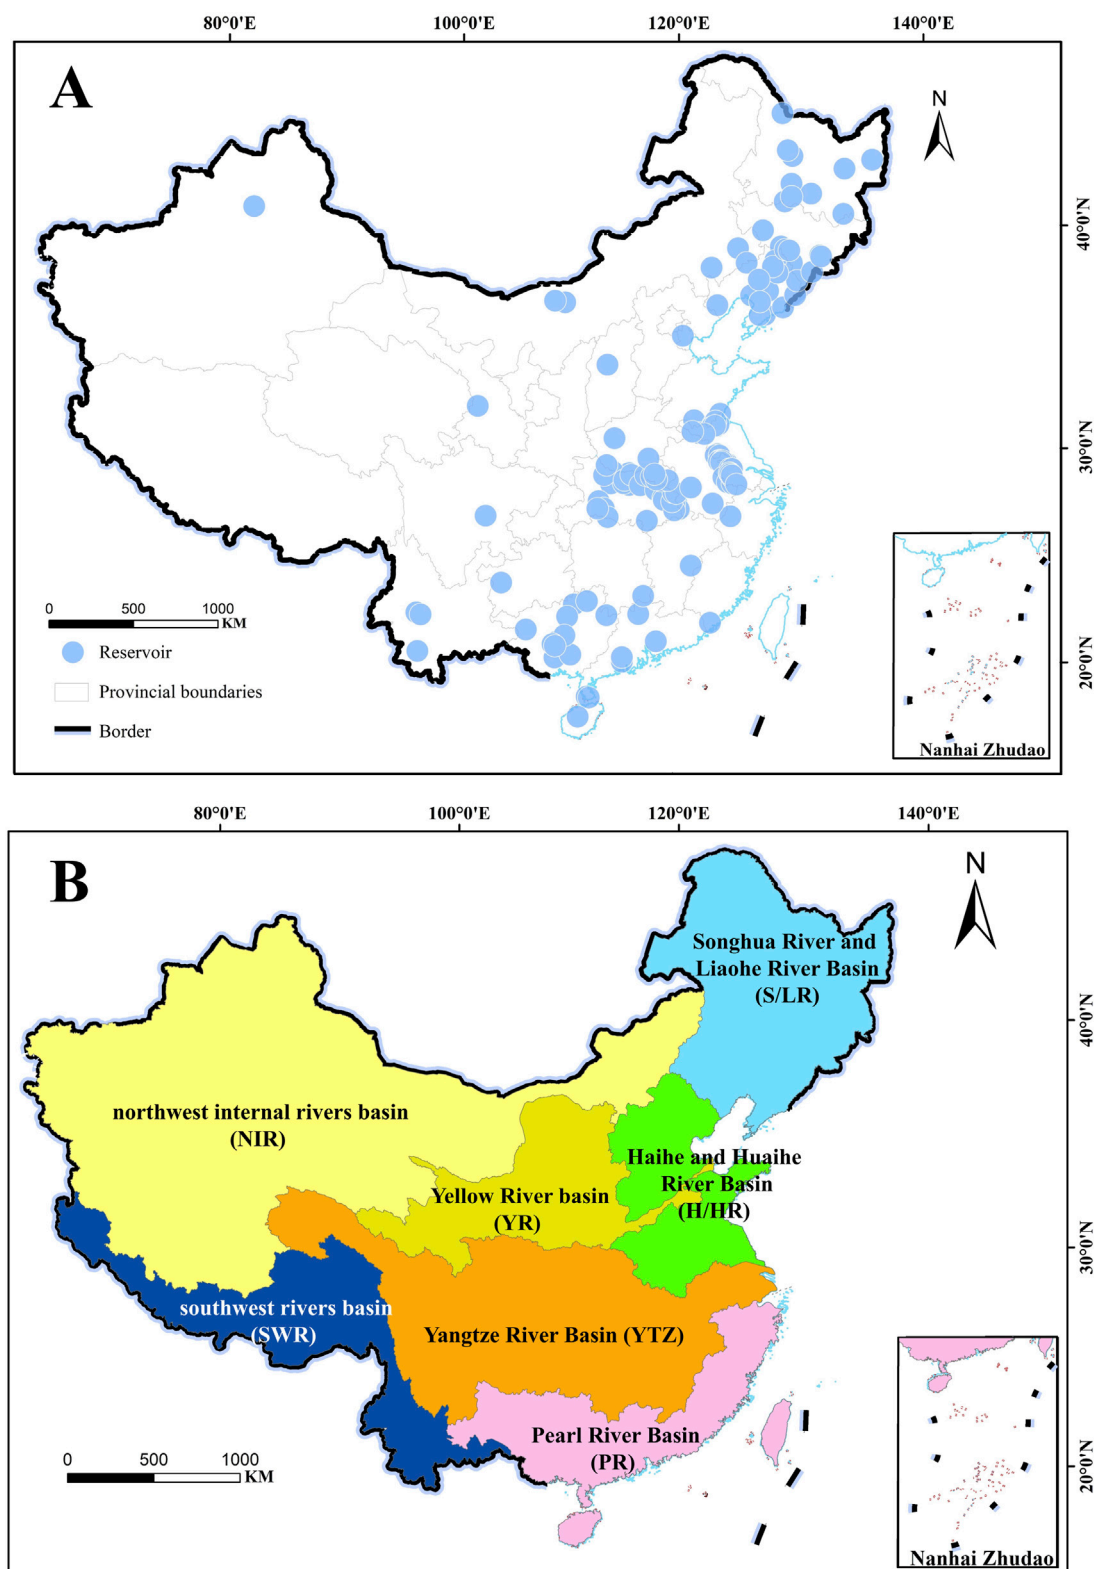 80°0'E 100°0'E 120°0'E 140°0'E
A
N
40°0'N
30°0'N
20°0'N
0 500 1000
KM
Reservoir
Provincial boundaries
Border
Nanhai Zhudao
80°0'E 100°0'E 120°0'E 140°0'E
B
N
Songhua River and
Liaohe River Basin
(S/LR)
40°0'N
northwest internal rivers basin
(NIR)
Haihe and Huaihe
River Basin
(H/HR)
Yellow River basin
(YR)
30°0'N
southwest rivers basin
(SWR)
Yangtze River Basin (YTZ)
Pearl River Basin
(PR)
20°0'N
0 500 1000
KM
Nanhai Zhudao